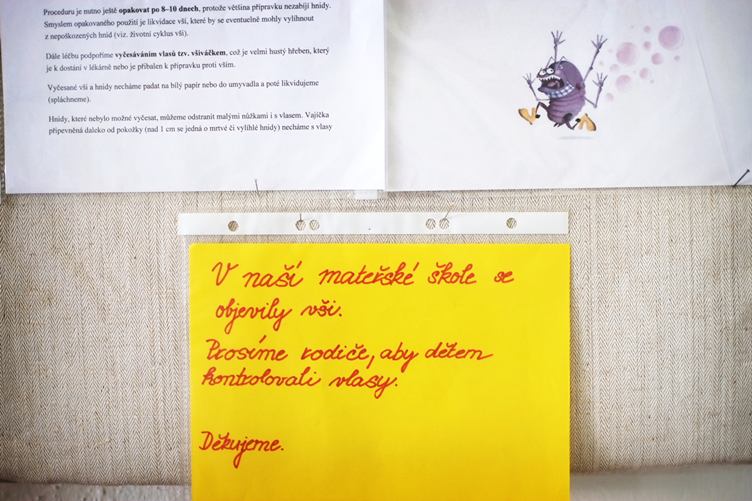 Proceduru je nutno ještě opakovat po 8–10 dnech, protože většina přípravku nezabíjí hnidy.
Smyslem opakovaného použití je likvidace vší, které by se eventuelně mohly vylíhnout
z nepoškozených hnid (viz. životní cyklus vší).
Dále léčbu podpoříme vyčesáváním vlasů tzv. všiváčkem, což je velmi hustý hřeben, který
je k dostání v lékárně nebo je přibalen k přípravku proti vším.
Vyčesané vši a hnidy necháme padat na bílý papír nebo do umyvadla a poté likvidujeme
(spláchneme).
Hnidy, které nebylo možné vyčesat, můžeme odstranit malými nůžkami i s vlasem. Vajíčka
připevněná daleko od pokožky (nad 1 cm se jedná o mrtvé či vylíhlé hnidy) necháme s vlasy
V naší mateřské škole se
objevily vši.
Prosíme rodiče, aby dětem
kontrolovali vlasy.
Děkujeme.